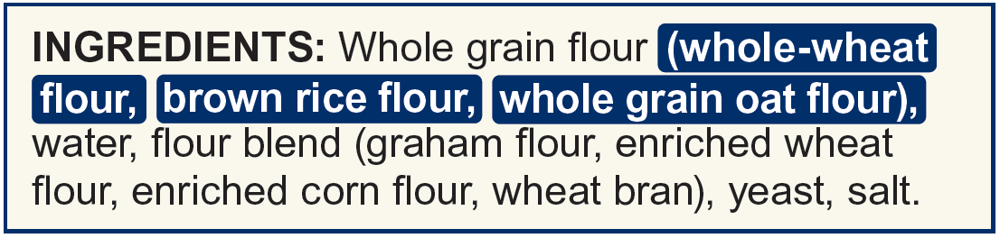 INGREDIENTS: Whole grain flour (whole-wheat
flour, brown rice flour, whole grain oat flour),
water, flour blend (graham flour, enriched wheat
flour, enriched corn flour, wheat bran), yeast, salt.